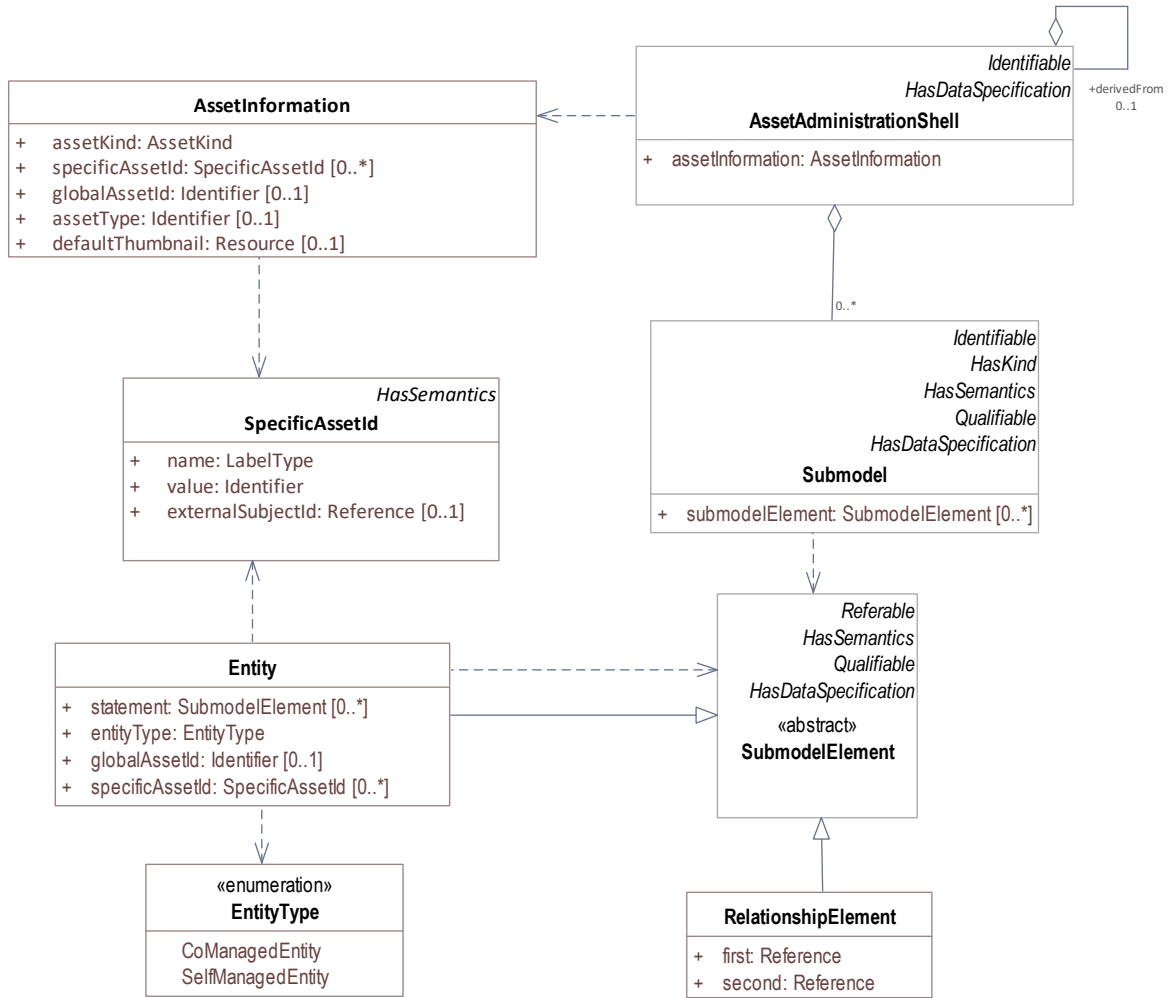 Identifiable
HasDataSpecification
AssetAdministrationShell
+ assetInformation: AssetInformation
+derivedFrom
0..1
AssetInformation
+ assetKind: AssetKind
+ specificAssetId: SpecificAssetId [0..*]
+ globalAssetId: Identifier [0..1]
+ assetType: Identifier [0..1]
+ defaultThumbnail: Resource [0..1]
0..*
Identifiable
HasKind
HasSemantics
Qualifiable
HasDataSpecification
Submodel
+ submodelElement: SubmodelElement [0..*]
HasSemantics
SpecificAssetId
+ name: LabelType
+ value: Identifier
+ externalSubjectId: Reference [0..1]
Referable
HasSemantics
Qualifiable
HasDataSpecification
«abstract»
SubmodelElement
Entity
+ statement: SubmodelElement [0..*]
+ entityType: EntityType
+ globalAssetId: Identifier [0..1]
+ specificAssetId: SpecificAssetId [0..*]
«enumeration»
EntityType
CoManagedEntity
SelfManagedEntity
RelationshipElement
+ first: Reference
+ second: Reference